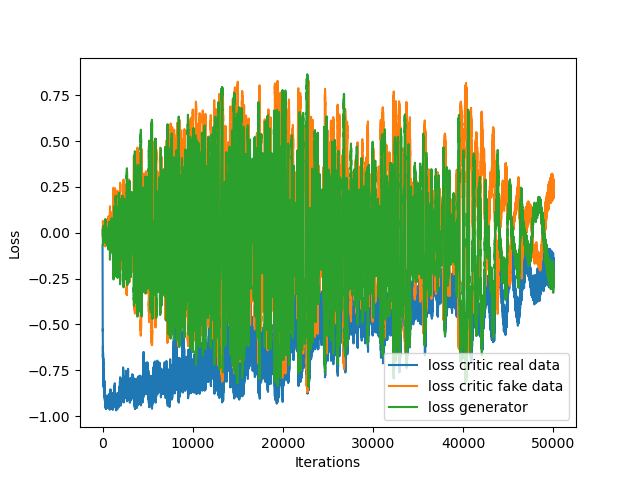 Loss
0.75
0.50
0.25
0.00
−0.25
−0.50
−0.75
−1.00
loss critic real data
loss critic fake data
loss generator
0 10000 20000 30000 40000 50000
Iterations